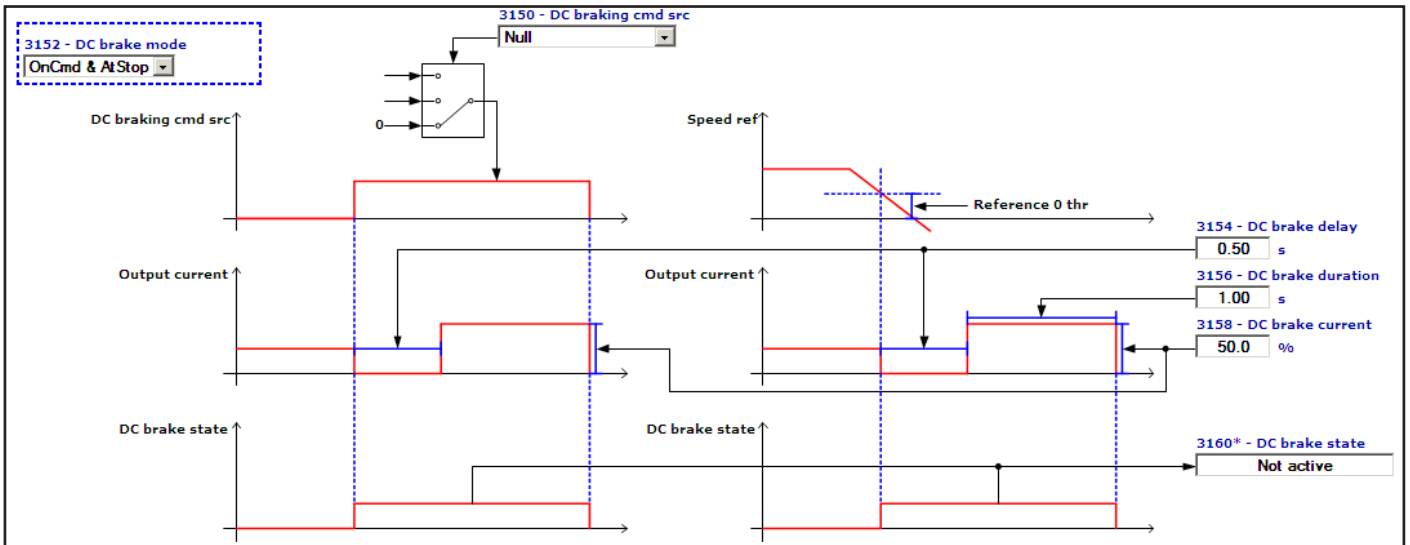 3150 - DC braking cmd src
Null
3152 - DC brake mode
OnCmd & AtStop
DC braking cmd src
0
Speed ref
Reference 0 thr
3154 - DC brake delay
0.50 s
Output current
Output current
3156 - DC brake duration
1.00 s
3158 - DC brake current
50.0 %
DC brake state
DC brake state
3160* - DC brake state
Not active